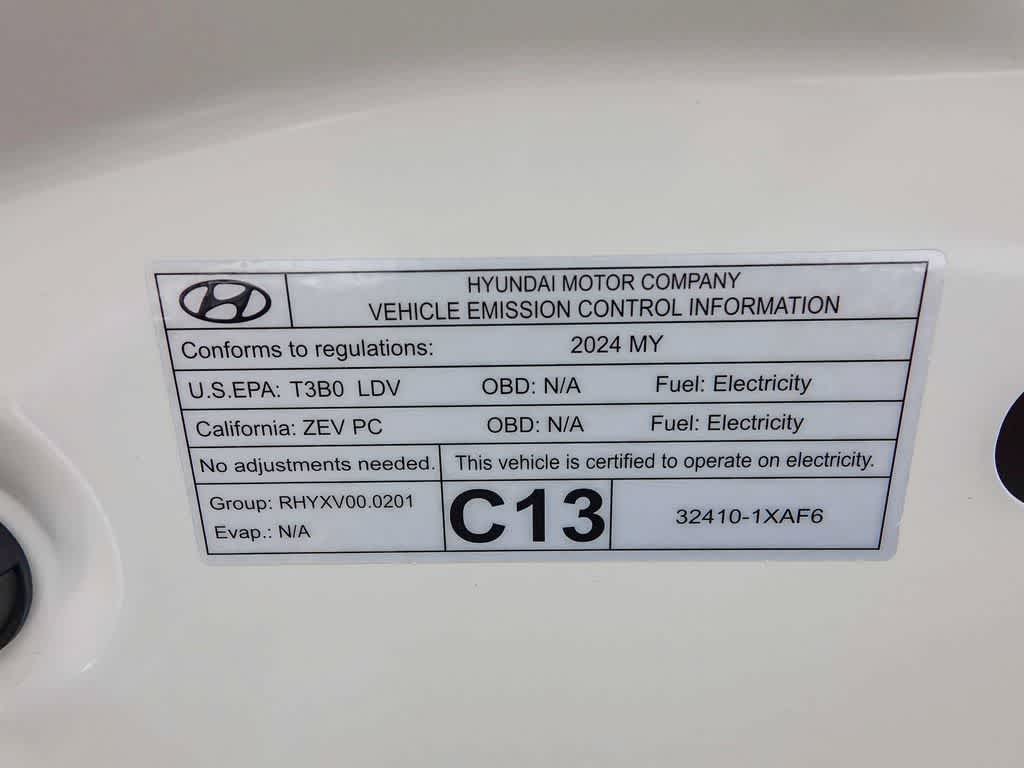 HYUNDAI MOTOR COMPANY
VEHICLE EMISSION CONTROL INFORMATION
Conforms to regulations: 2024 MY
U.S.EPA: T3B0 LDV OBD: N/A Fuel: Electricity
California: ZEV PC OBD: N/A Fuel: Electricity
No adjustments needed. This vehicle is certified to operate on electricity.
Group: RHYXV00.0201
Evap.: N/A
C13
32410-1XAF6